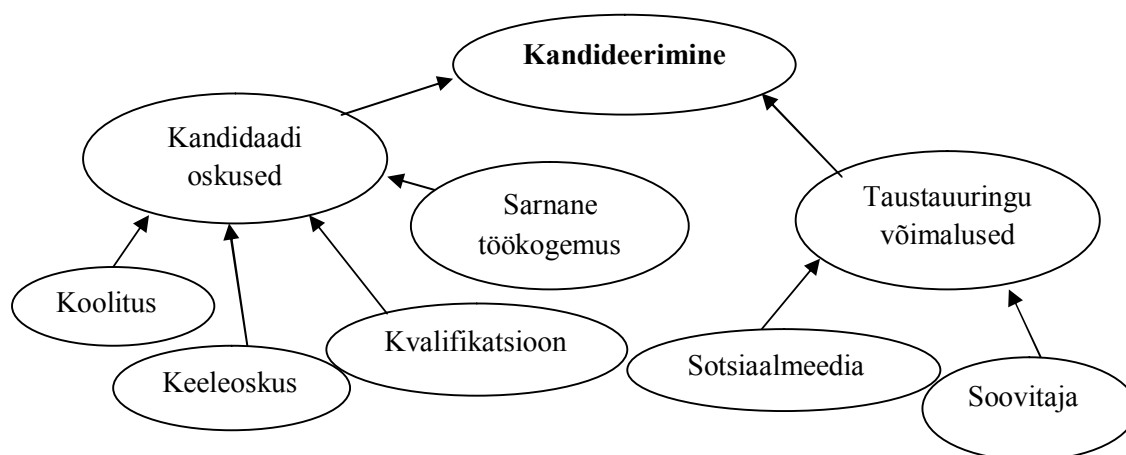 Kandideerimine
Kandidaadi
oskused
Sarnane
töökogemus
Taustauuringu
võimalused
Koolitus
Keeleoskus
Kvalifikatsioon
Sotsiaalmeedia
Soovitaja